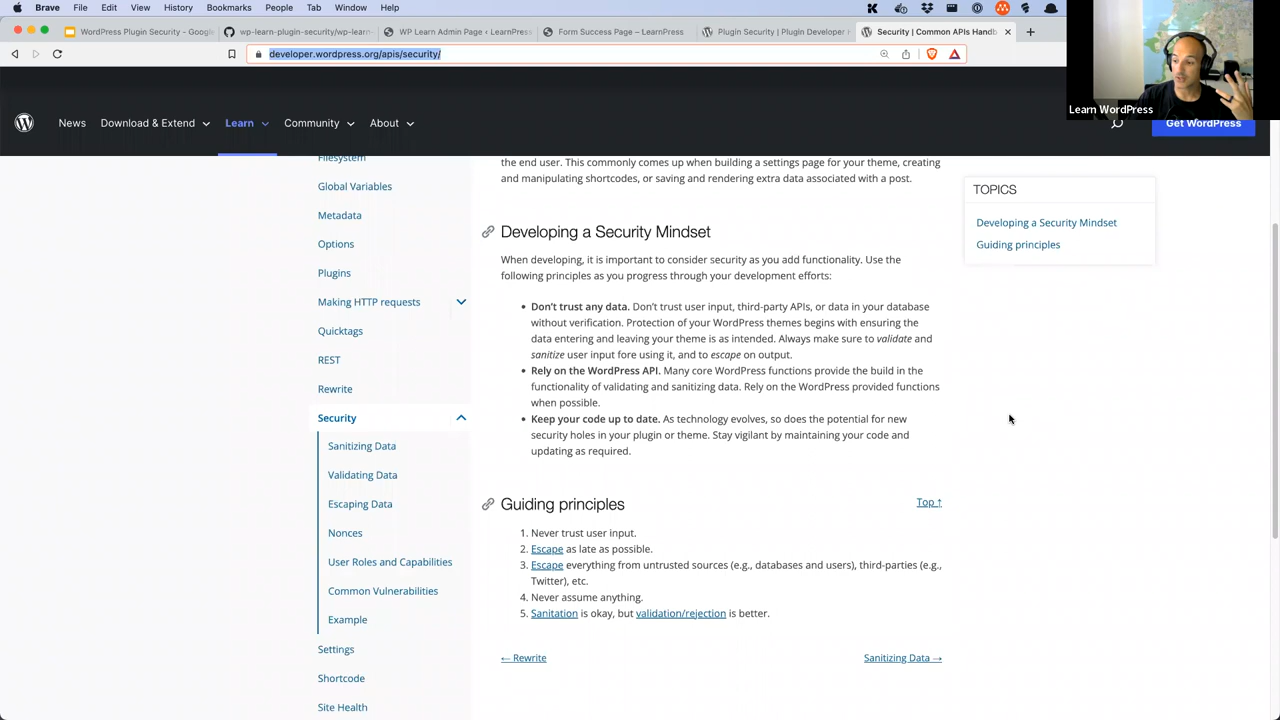 Brave File Edit View History Bookmarks People Tab Window Help
WordPress Plugin Security - Google
wp-learn-plugin-security/wp-learn-
WP Learn Admin Page ‹ LearnPress
Form Success Page – LearnPress
Plugin Security | Plugin Developer
Security | Common APIs Handb
developer.wordpress.org/apis/security/
Learn WordPress
News Download & Extend Learn Community About Get WordPress
Filesystem
Global Variables
Metadata
Options
Plugins
Making HTTP requests
Quicktags
REST
Rewrite
Security
Sanitizing Data
Validating Data
Escaping Data
Nonces
User Roles and Capabilities
Common Vulnerabilities
Example
Settings
Shortcode
Site Health
the end user. This commonly comes up when building a settings page for your theme, creating
and manipulating shortcodes, or saving and rendering extra data associated with a post.
Developing a Security Mindset
When developing, it is important to consider security as you add functionality. Use the
following principles as you progress through your development efforts:
• Don’t trust any data. Don’t trust user input, third-party APIs, or data in your database
without verification. Protection of your WordPress themes begins with ensuring the
data entering and leaving your theme is as intended. Always make sure to validate and
sanitize user input fore using it, and to escape on output.
• Rely on the WordPress API. Many core WordPress functions provide the build in the
functionality of validating and sanitizing data. Rely on the WordPress provided functions
when possible.
• Keep your code up to date. As technology evolves, so does the potential for new
security holes in your plugin or theme. Stay vigilant by maintaining your code and
updating as required.
Guiding principles
Top ↑
1. Never trust user input.
2. Escape as late as possible.
3. Escape everything from untrusted sources (e.g., databases and users), third-parties (e.g.,
Twitter), etc.
4. Never assume anything.
5. Sanitation is okay, but validation/rejection is better.
← Rewrite
Sanitizing Data →
TOPICS
Developing a Security Mindset
Guiding principles